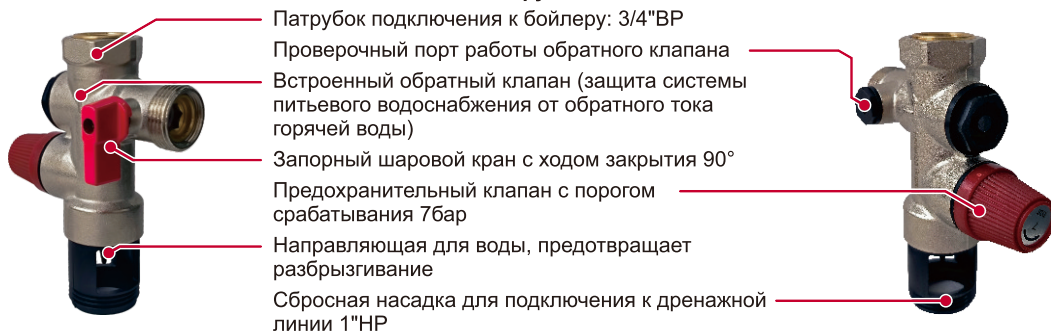 Патрубок подключения к бойлеру: 3/4"ВР
Проверочный порт работы обратного клапана
Встроенный обратный клапан (защита системы
питьевого водоснабжения от обратного тока
горячей воды)
Запорный шаровой кран с ходом закрытия 90°
Предохранительный клапан с порогом
срабатывания 7бар
Направляющая для воды, предотвращает
разбрызгивание
Сбросная насадка для подключения к дренажной
линии 1"НР